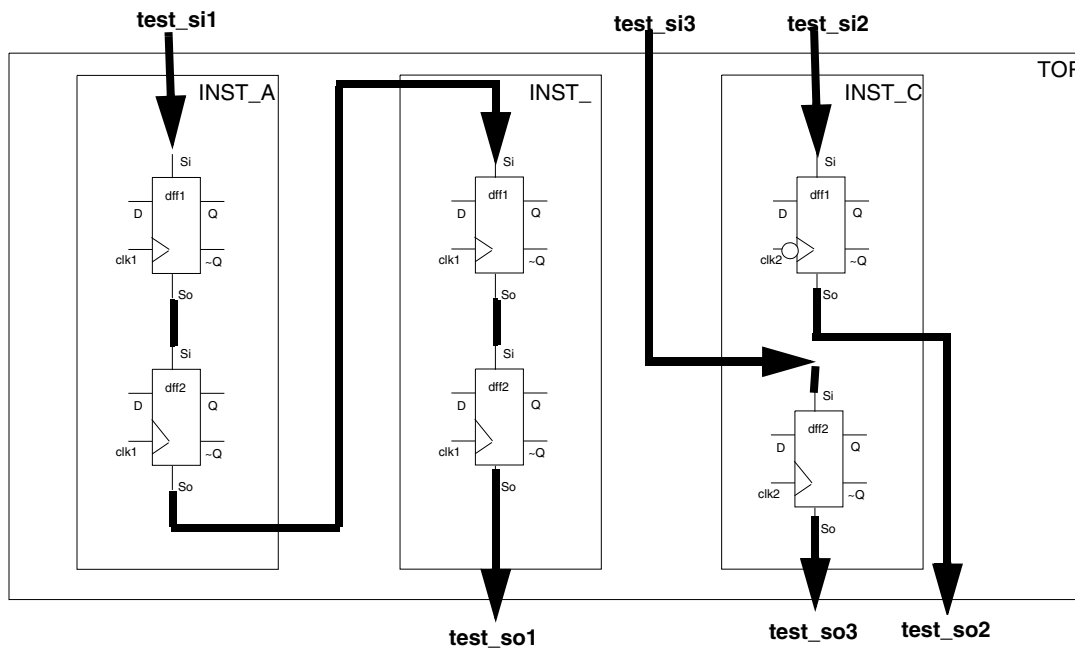 test_si1
test_si3
test_si2
TOP
INST_A
INST_
INST_C
Si
dff1
D
Q
clk1
~Q
So
Si
dff2
D
Q
clk1
~Q
So
Si
dff1
D
Q
clk1
~Q
So
Si
dff2
D
Q
clk1
~Q
So
Si
dff1
D
Q
clk2
~Q
So
Si
dff2
D
Q
clk2
~Q
So
test_so1
test_so3
test_so2